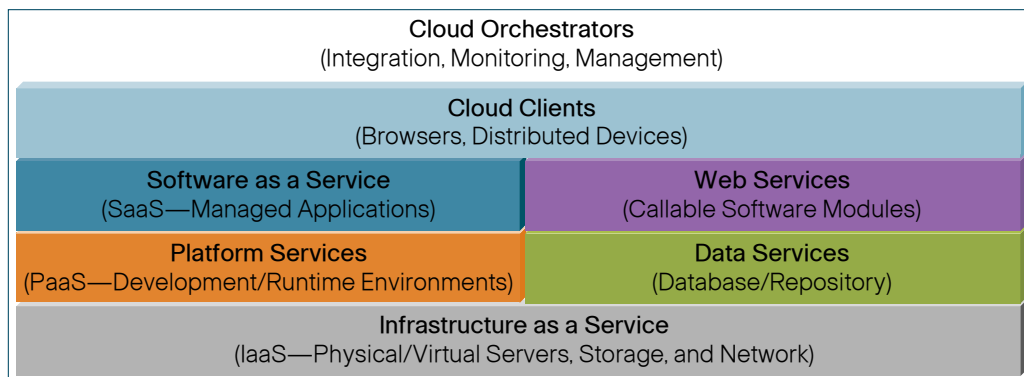 Cloud Orchestrators
(Integration, Monitoring, Management)
Cloud Clients
(Browsers, Distributed Devices)
Software as a Service
(SaaS—Managed Applications)
Web Services
(Callable Software Modules)
Platform Services
(PaaS—Development/Runtime Environments)
Data Services
(Database/Repository)
Infrastructure as a Service
(IaaS—Physical/Virtual Servers, Storage, and Network)